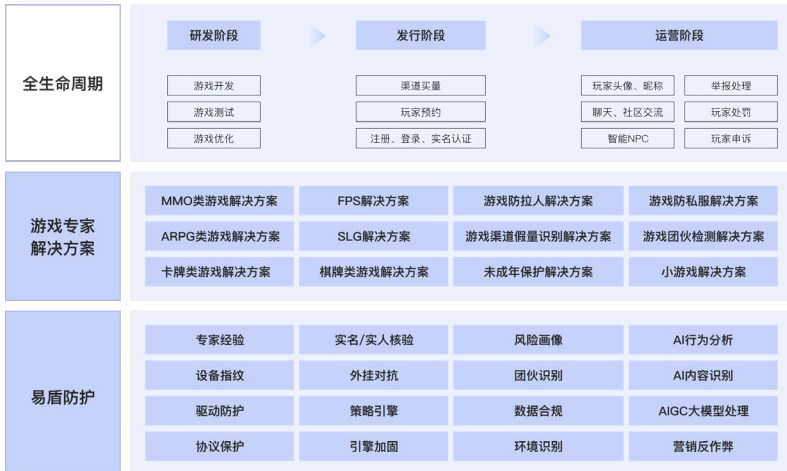 全生命周期
研发阶段
发行阶段
运营阶段
游戏开发
渠道买量
玩家头像、昵称
举报处理
游戏测试
玩家预约
聊天、社区交流
玩家处罚
游戏优化
注册、登录、实名认证
智能NPC
玩家申诉
游戏专家
解决方案
MMO类游戏解决方案
FPS解决方案
游戏防拉人解决方案
游戏防私服解决方案
ARPG类游戏解决方案
SLG解决方案
游戏渠道假量识别解决方案
游戏团伙检测解决方案
卡牌类游戏解决方案
棋牌类游戏解决方案
未成年保护解决方案
小游戏解决方案
易盾防护
专家经验
实名/实人核验
风险画像
AI行为分析
设备指纹
外挂对抗
团伙识别
AI内容识别
驱动防护
策略引擎
数据合规
AIGC大模型处理
协议保护
引擎加固
环境识别
营销反作弊